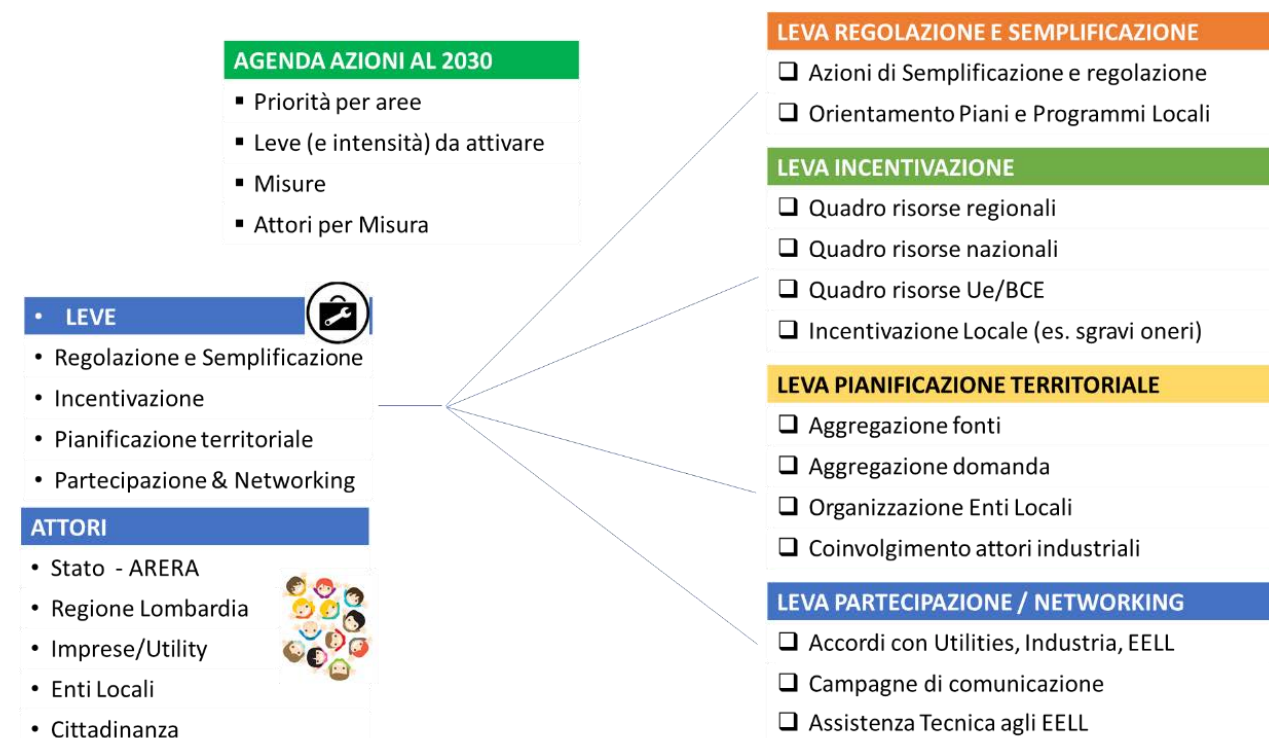 AGENDA AZIONI AL 2030
▪ Priorità per aree
▪ Leve (e intensità) da attivare
▪ Misure
▪ Attori per Misura
• LEVE
• Regolazione e Semplificazione
• Incentivazione
• Pianificazione territoriale
• Partecipazione & Networking
ATTORI
• Stato - ARERA
• Regione Lombardia
• Imprese/Utility
• Enti Locali
• Cittadinanza
LEVA REGOLAZIONE E SEMPLIFICAZIONE
❑ Azioni di Semplificazione e regolazione
❑ Orientamento Piani e Programmi Locali
LEVA INCENTIVAZIONE
❑ Quadro risorse regionali
❑ Quadro risorse nazionali
❑ Quadro risorse Ue/BCE
❑ Incentivazione Locale (es. sgravi oneri)
LEVA PIANIFICAZIONE TERRITORIALE
❑ Aggregazione fonti
❑ Aggregazione domanda
❑ Organizzazione Enti Locali
❑ Coinvolgimento attori industriali
LEVA PARTECIPAZIONE / NETWORKING
❑ Accordi con Utilities, Industria, EELL
❑ Campagne di comunicazione
❑ Assistenza Tecnica agli EELL